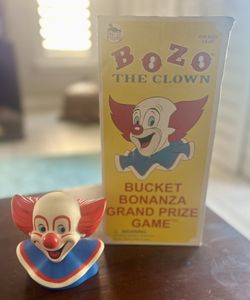 BOZO
THE CLOWN
BUCKET
BONANZA
GRAND PRIZE
GAME